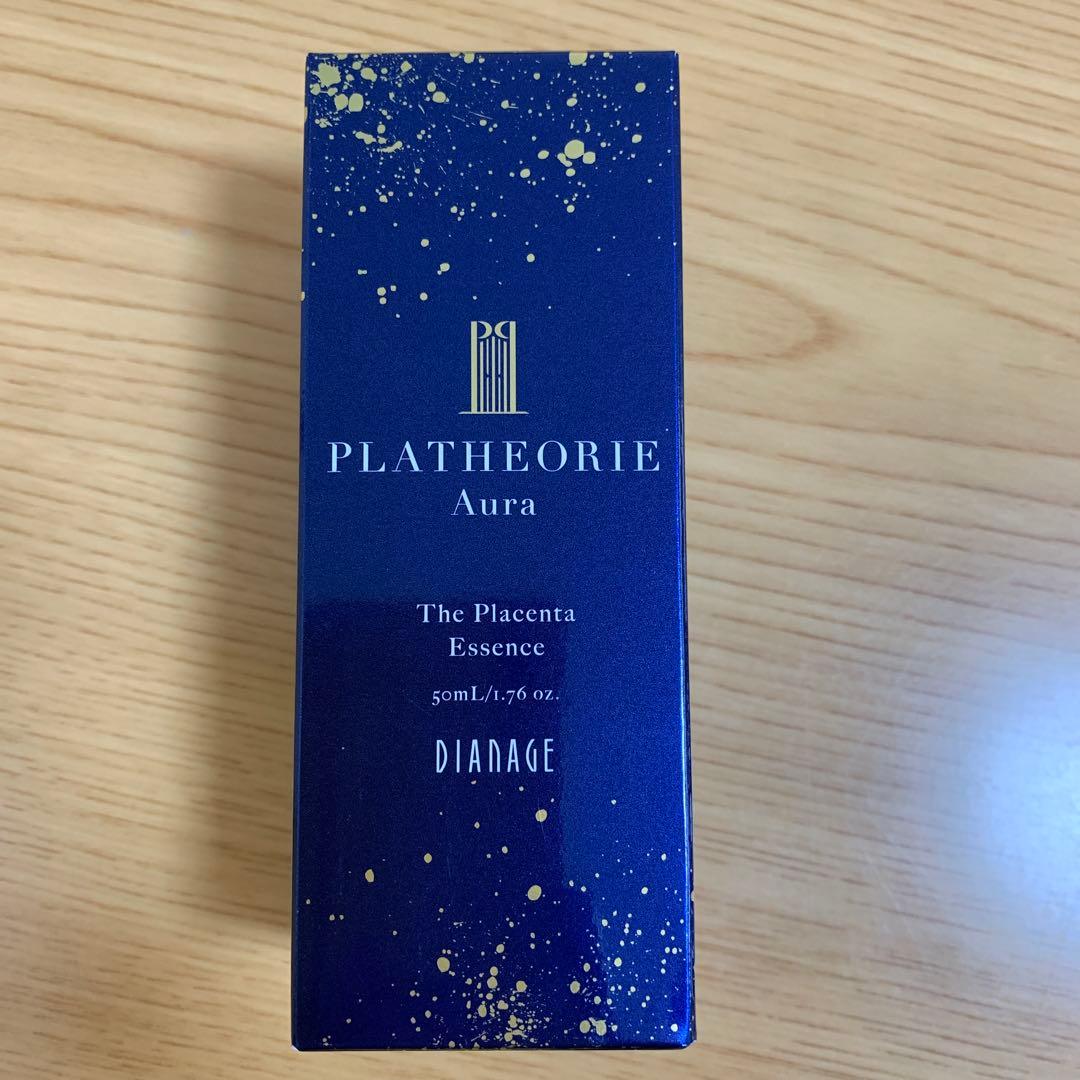 PLATHEORIE
Aura
The Placenta
Essence
50mL/1.76 oz.
DIANAGE